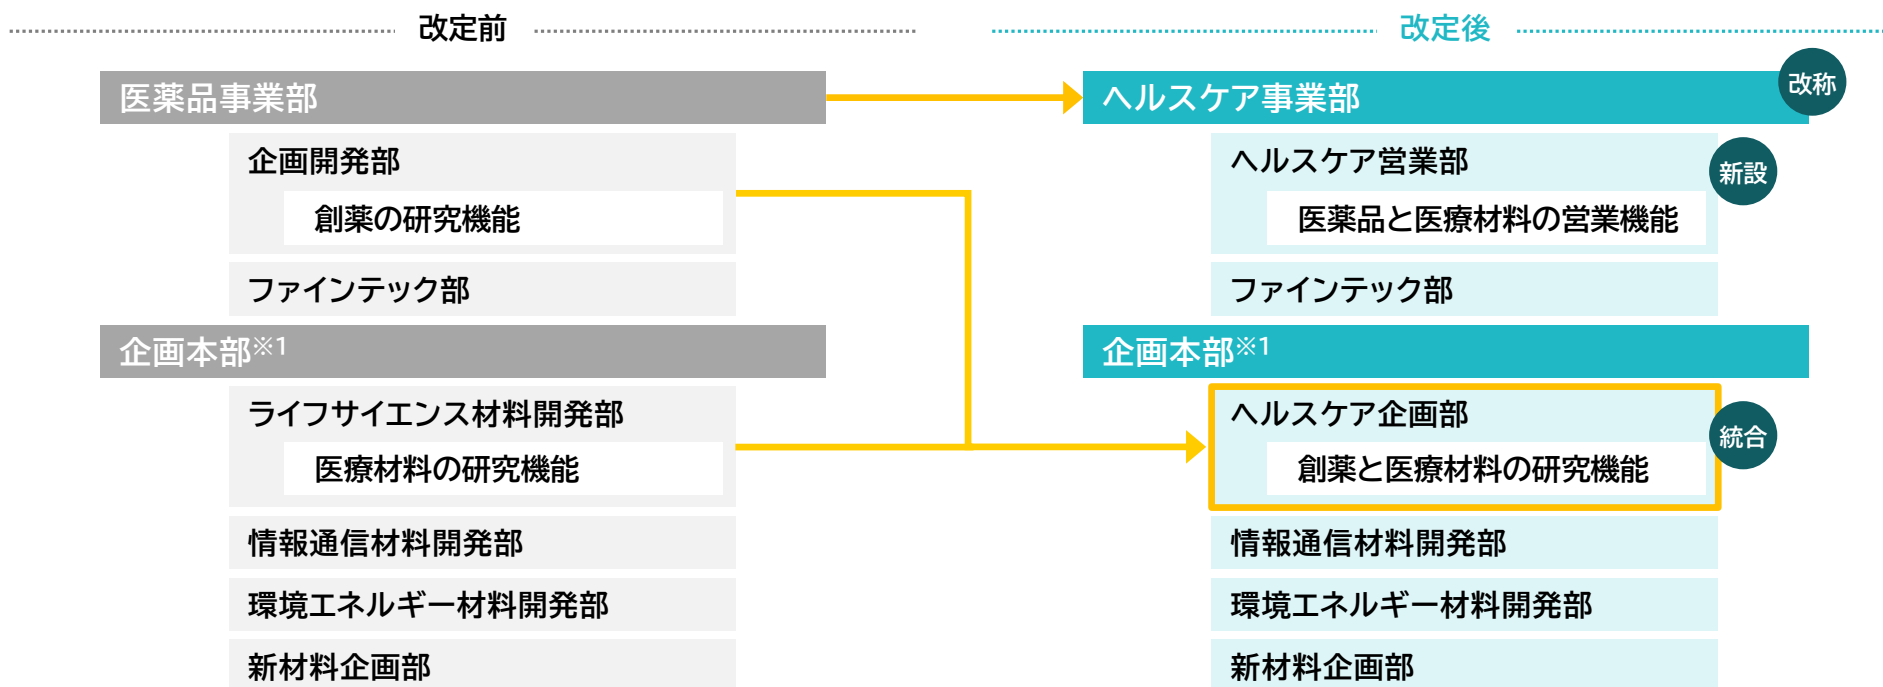 改定前
医薬品事業部
企画開発部
創薬の研究機能
ファインテック部
企画本部※1
ライフサイエンス材料開発部
医療材料の研究機能
情報通信材料開発部
環境エネルギー材料開発部
新材料企画部
改定後
ヘルスケア事業部
改称
ヘルスケア営業部
新設
医薬品と医療材料の営業機能
ファインテック部
企画本部※1
ヘルスケア企画部
統合
創薬と医療材料の研究機能
情報通信材料開発部
環境エネルギー材料開発部
新材料企画部